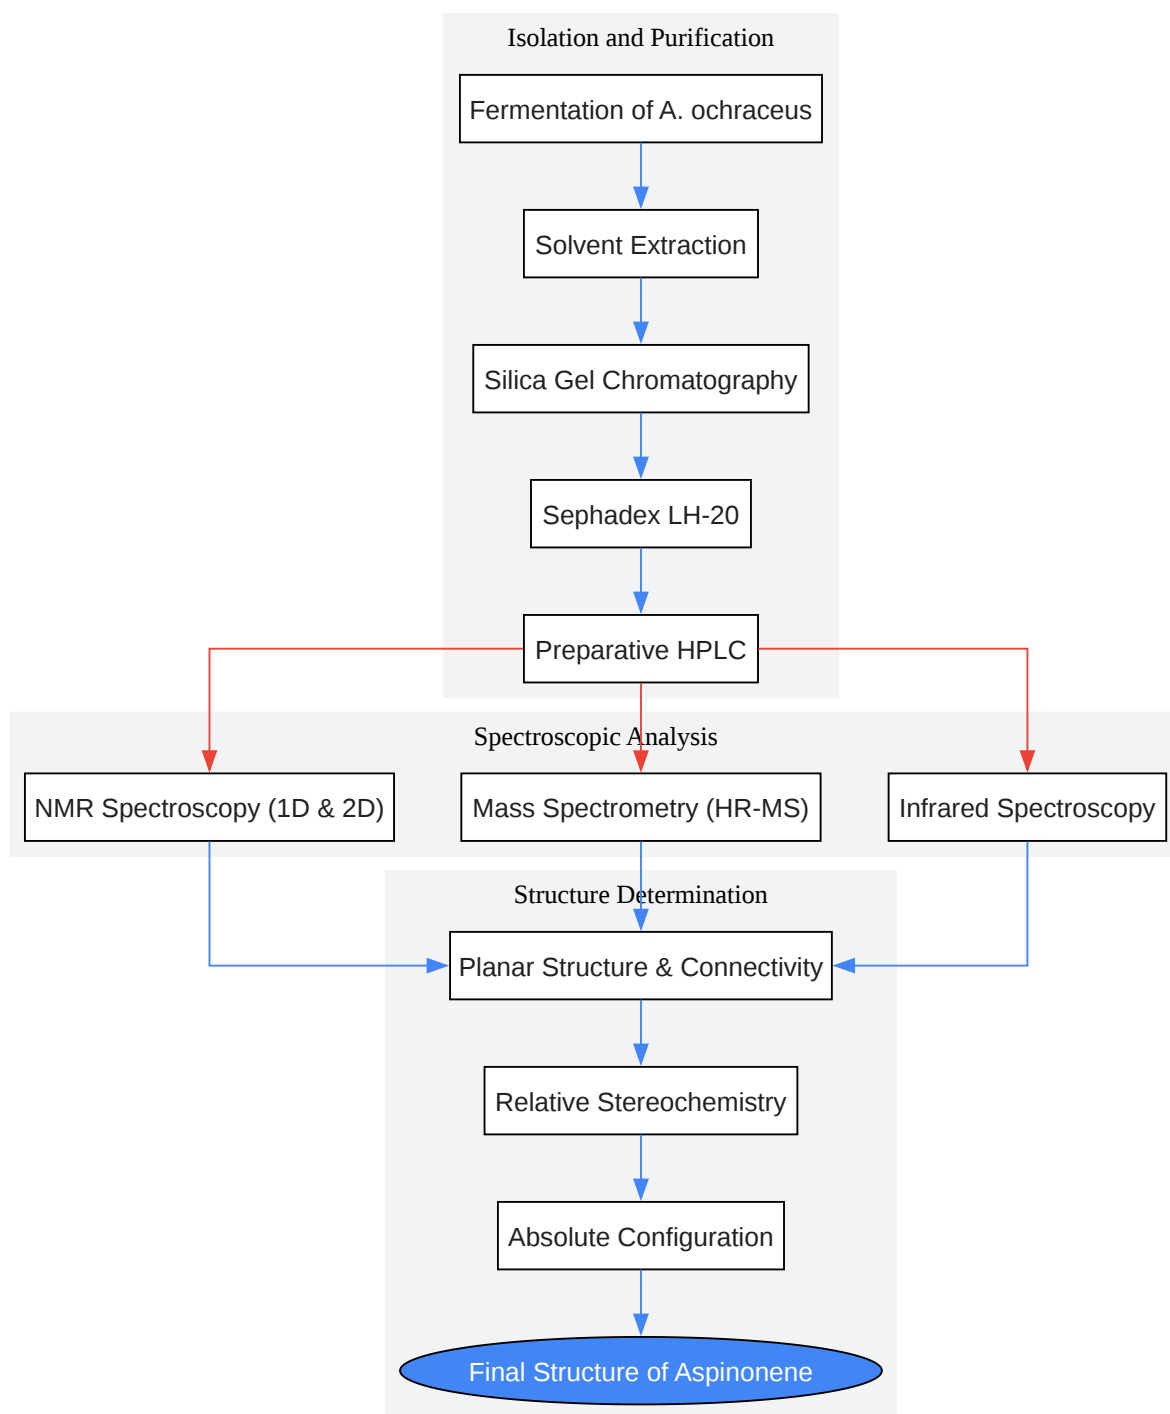 Isolation and Purification
Fermentation of A. ochraceus
Solvent Extraction
Silica Gel Chromatography
Sephadex LH-20
Preparative HPLC
Spectroscopic Analysis
NMR Spectroscopy (1D & 2D)
Mass Spectrometry (HR-MS)
Infrared Spectroscopy
Structure Determination
Planar Structure & Connectivity
Relative Stereochemistry
Absolute Configuration
Final Structure of Aspinonene